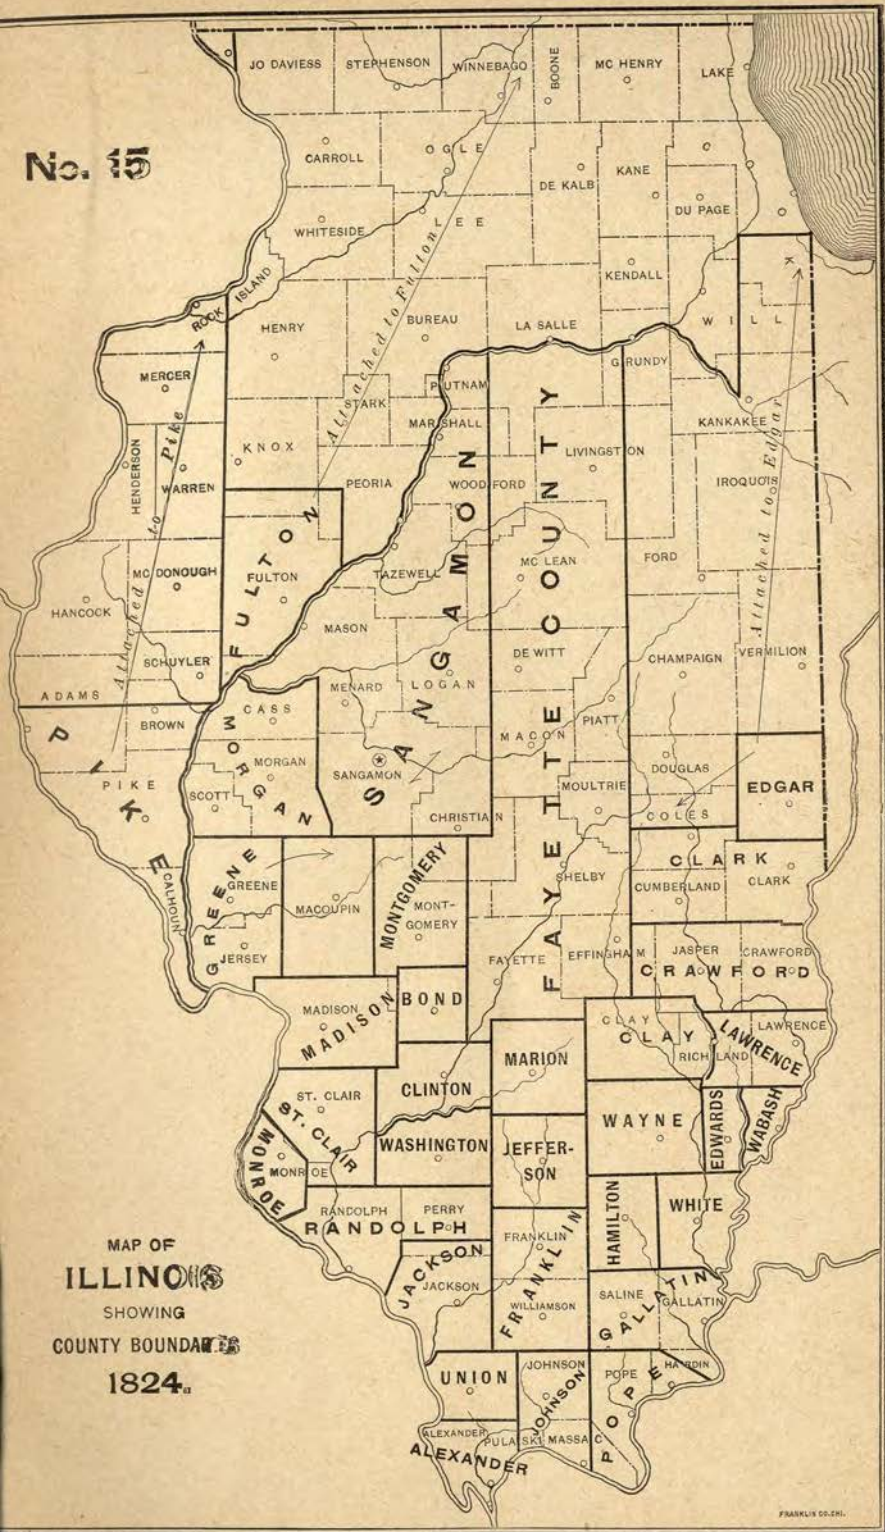 No. 15
JO DAVIESS
STEPHENSON
WINNEBAGO
BOONE
MC HENRY
LAKE
CARROLL
OGLE
DE KALB
KANE
C
DU PAGE
WHITESIDE
LEE
ROCK ISLAND
KENDALL
K
HENRY
BUREAU
LA SALLE
WILL
GRUNDY
MERCER
PUTNAM
STARK
MARSHALL
KANKAKEE
HENDERSON
WARREN
KNOX
PEORIA
WOODFORD
LIVINGSTON
IROQUOIS
Attached to Pike
Attached to Fulton
Attached to Edgar
FULTON
FULTON
TAZEWELL
MC LEAN
FORD
HANCOCK
MC DONOUGH
MASON
SCHUYLER
MENARD
LOGAN
DE WITT
CHAMPAIGN
VERMILION
ADAMS
BROWN
CASS
MACON
PIATT
PIKE
PIKE
MORGAN
MORGAN
SCOTT
SANGAMON
SANGAMON
FAYETTE COUNTY
MOULTRIE
DOUGLAS
EDGAR
COLES
CHRISTIAN
CLARK
CLARK
CUMBERLAND
CALHOUN
GREENE
GREENE
JERSEY
MACOUPIN
MONTGOMERY
MONT-
GOMERY
SHELBY
FAYETTE
EFFINGHAM
JASPER
CRAWFORD
CRAWFORD
MADISON
MADISON
BOND
CLAY
CLAY
RICHLAND
LAWRENCE
LAWRENCE
MARION
CLINTON
ST. CLAIR
ST. CLAIR
WASHINGTON
JEFFER-
SON
WAYNE
EDWARDS
WABASH
MONROE
MONROE
RANDOLPH
PERRY
RANDOLPH
HAMILTON
WHITE
FRANKLIN
FRANKLIN
WILLIAMSON
JACKSON
JACKSON
SALINE
GALLATIN
GALLATIN
UNION
JOHNSON
JOHNSON
POPE
POPE
HARDIN
ALEXANDER
ALEXANDER
PULASKI
MASSAC
MAP OF
ILLINOIS
SHOWING
COUNTY BOUNDARIES
1824.
FRANKLIN CO. CHI.